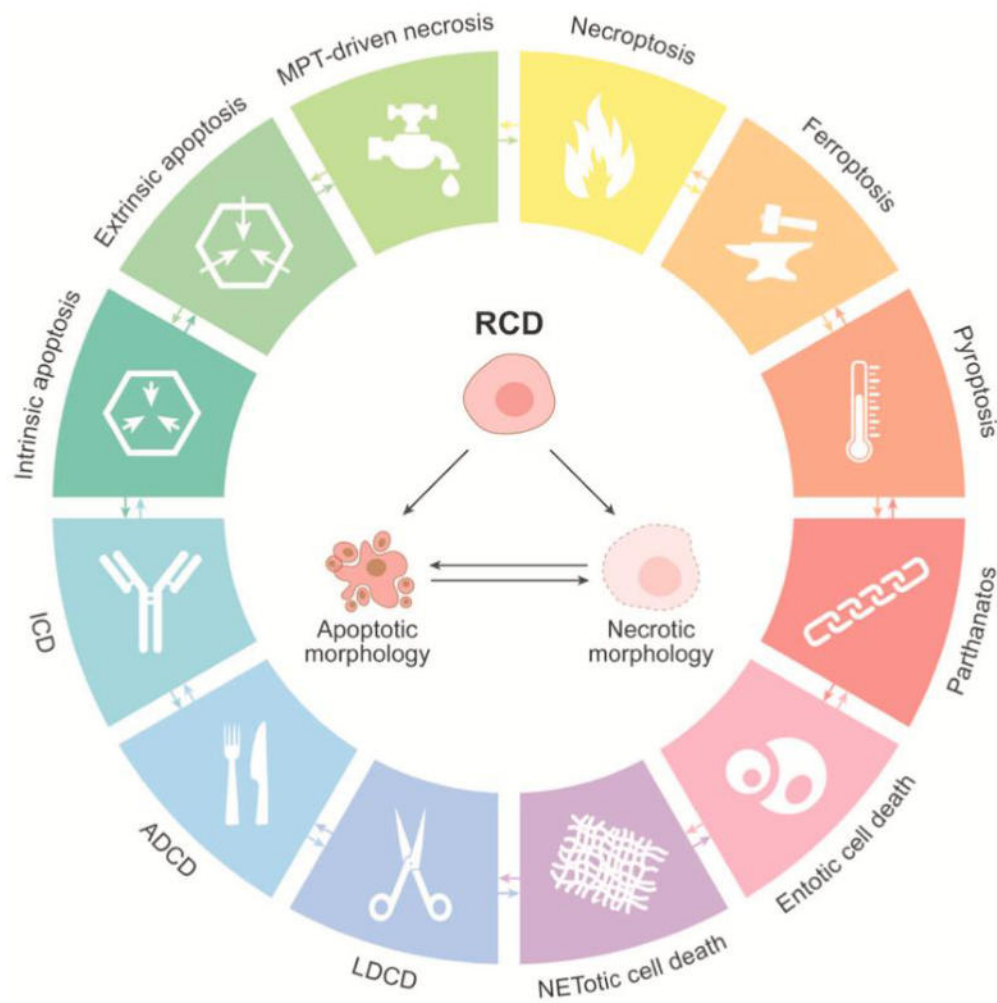 MPT-driven necrosis
Necroptosis
Ferroptosis
Pyroptosis
Parthanatos
Entotic cell death
NETotic cell death
LDCD
ADCD
ICD
Intrinsic apoptosis
Extrinsic apoptosis
RCD
Apoptotic
morphology
Necrotic
morphology